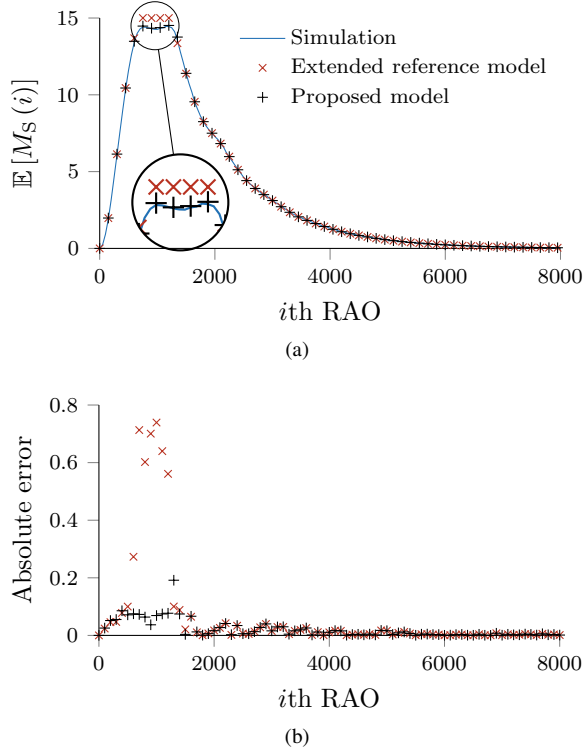 15
10
5
0
𝔼 [M_S (i)]
Simulation
Extended reference model
Proposed model
0 2000 4000 6000 8000
ith RAO
(a)
0.8
0.6
0.4
0.2
0
Absolute error
0 2000 4000 6000 8000
ith RAO
(b)